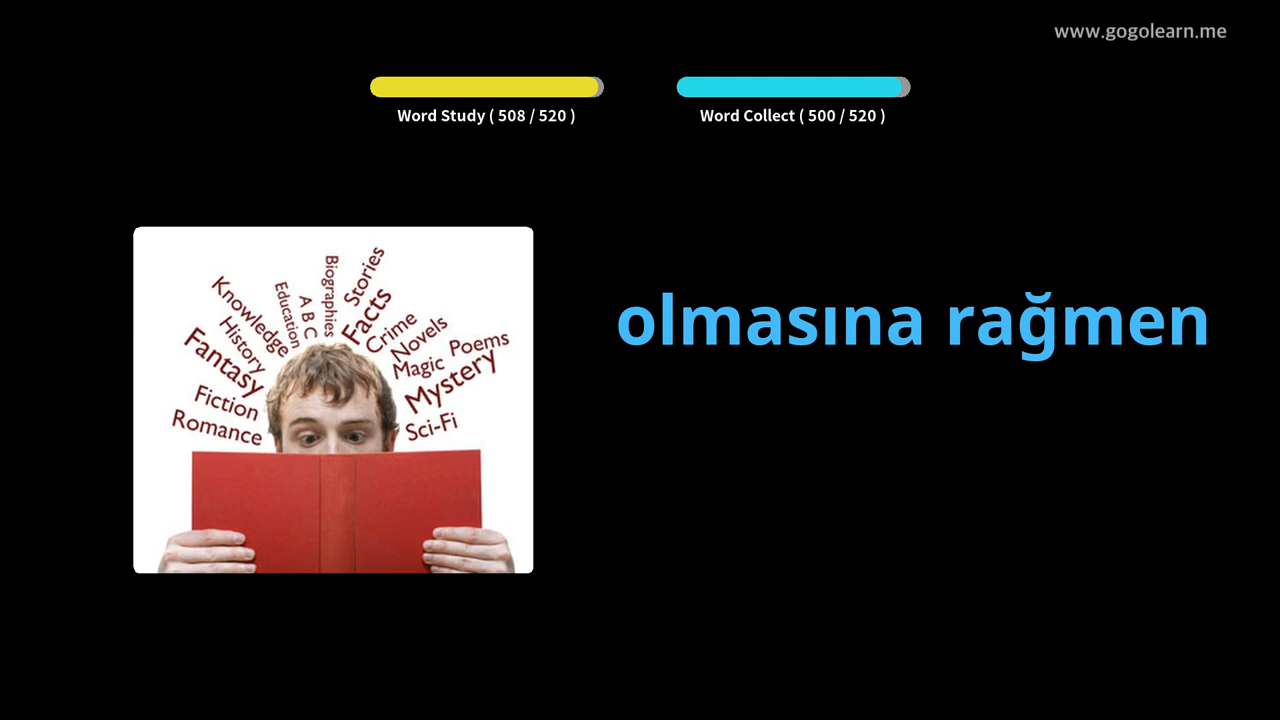 www.gogolearn.me
Word Study ( 508 / 520 )
Word Collect ( 500 / 520 )
olmasına rağmen
Biographies
Stories
Education
A B C
Facts
Knowledge
Crime
History
Novels
Fantasy
Magic
Poems
Mystery
Fiction
Romance
Sci-Fi